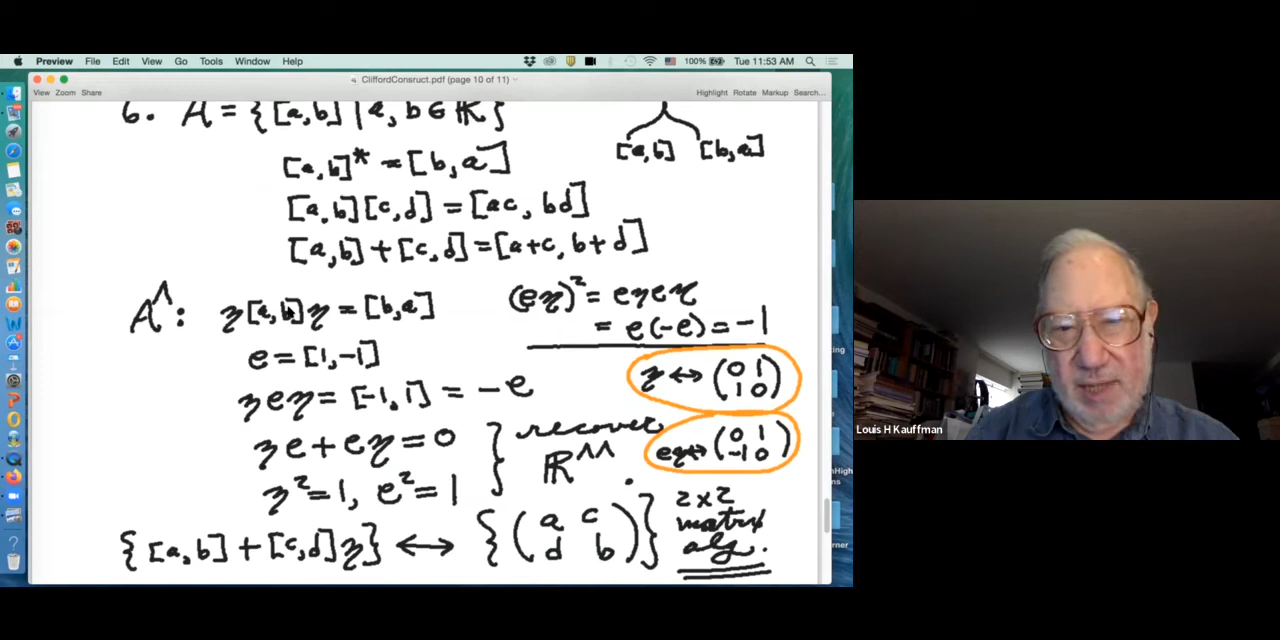 Preview File Edit View Go Tools Window Help
100% Tue 11:53 AM
CliffordConsruct.pdf (page 10 of 11)
View Zoom Share
Highlight Rotate Markup Search...
6. A = {[a,b] | a, b ∈ ℝ}
[a,b] [b,a]
[a,b]* = [b,a]
[a,b][c,d] = [ac, bd]
[a,b] + [c,d] = [a+c, b+d]
A^: η[a,b]η = [b,a]
e = [1,-1]
ηeη = [-1,1] = -e
ηe + eη = 0
η² = 1, e² = 1
recover
ℝ^^.
(eη)² = eηeη
= e(-e) = -1
η ↔ (0 1
1 0)
eη ↔ (0 1
-1 0)
{[a,b] + [c,d]η} ↔ {(a c
d b)}
2x2
matrix
alg.
Louis H Kauffman